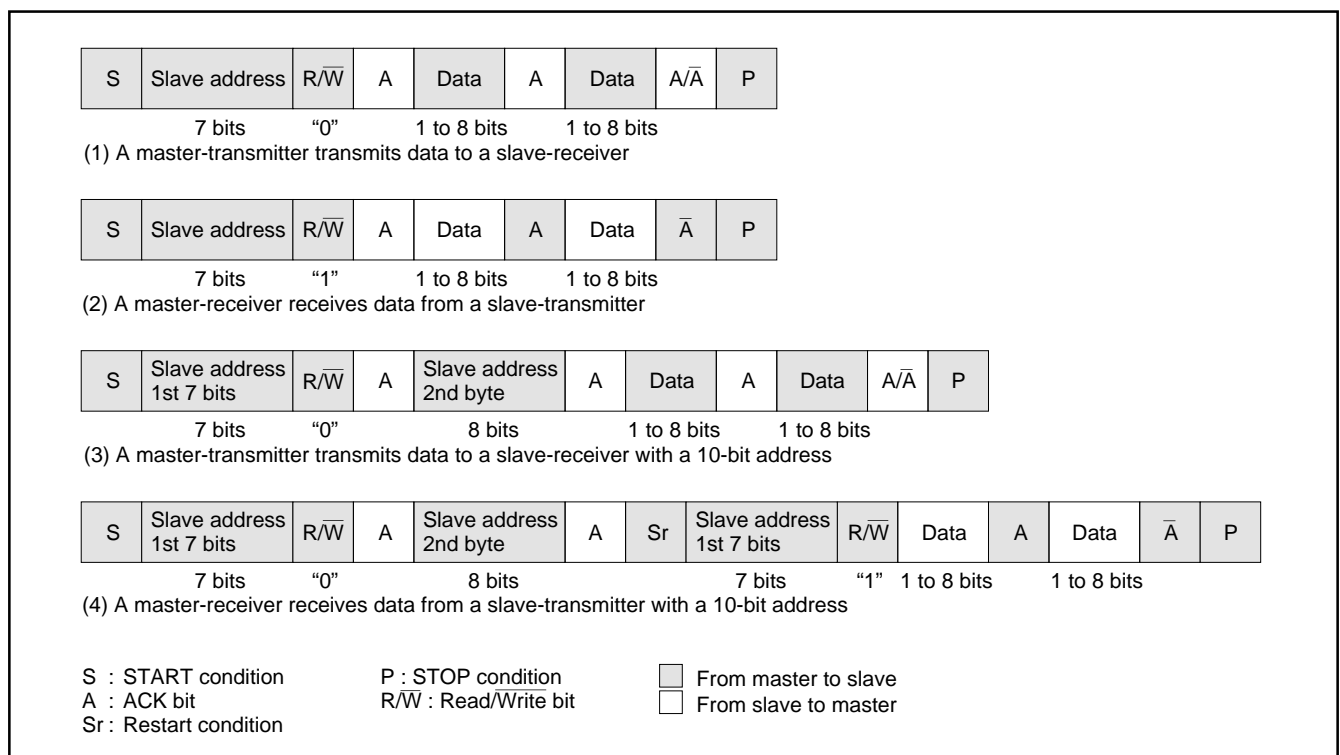 S Slave address R/W̅ A Data A Data A/A̅ P
7 bits “0” 1 to 8 bits 1 to 8 bits
(1) A master-transmitter transmits data to a slave-receiver
S Slave address R/W̅ A Data A Data A̅ P
7 bits “1” 1 to 8 bits 1 to 8 bits
(2) A master-receiver receives data from a slave-transmitter
S Slave address 1st 7 bits R/W̅ A Slave address 2nd byte A Data A Data A/A̅ P
7 bits “0” 8 bits 1 to 8 bits 1 to 8 bits
(3) A master-transmitter transmits data to a slave-receiver with a 10-bit address
S Slave address 1st 7 bits R/W̅ A Slave address 2nd byte A Sr Slave address 1st 7 bits R/W̅ Data A Data A̅ P
7 bits “0” 8 bits 7 bits “1” 1 to 8 bits 1 to 8 bits
(4) A master-receiver receives data from a slave-transmitter with a 10-bit address
S : START condition P : STOP condition From master to slave
A : ACK bit R/W̅ : Read/W̅r̅i̅t̅e̅ bit From slave to master
Sr : Restart condition